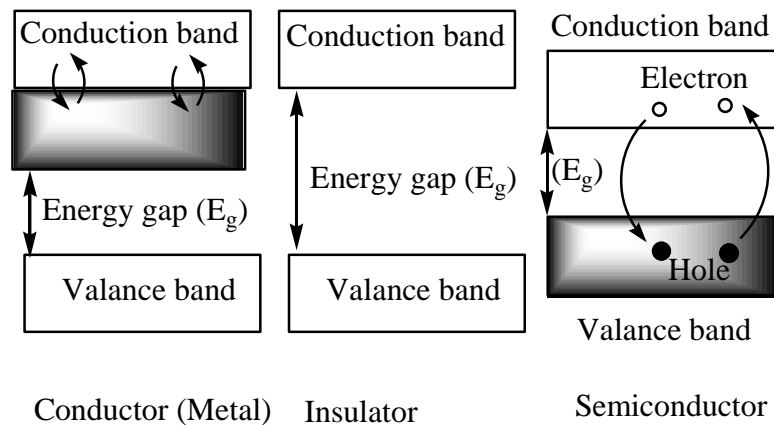 Conduction band
Energy gap (Eg)
Valance band
Conductor (Metal)
Conduction band
Energy gap (Eg)
Valance band
Insulator
Conduction band
Electron
(Eg)
Hole
Valance band
Semiconductor